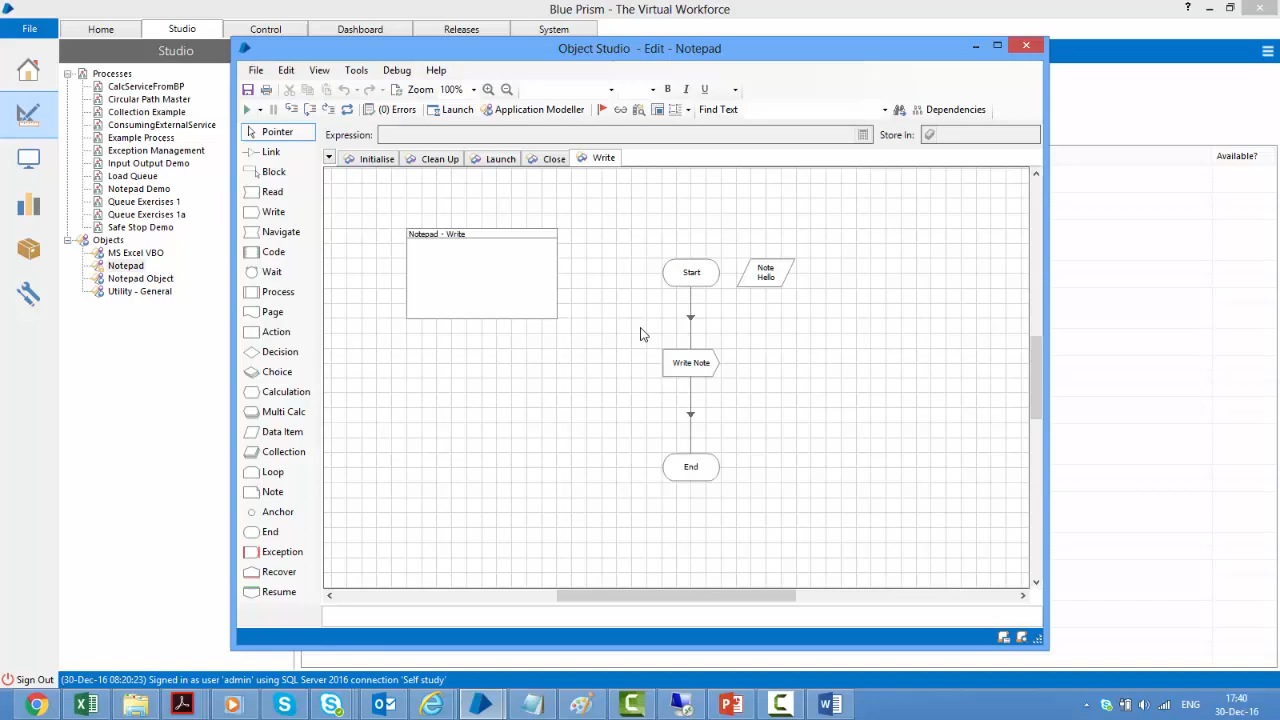 Blue Prism - The Virtual Workforce
File
Home
Studio
Control
Dashboard
Releases
System
Studio
Processes
CalcServiceFromBP
Circular Path Master
Collection Example
ConsumingExternalService
Example Process
Exception Management
Input Output Demo
Load Queue
Notepad Demo
Queue Exercises 1
Queue Exercises 1a
Safe Stop Demo
Objects
MS Excel VBO
Notepad
Notepad Object
Utility - General
Object Studio - Edit - Notepad
File Edit View Tools Debug Help
Zoom 100% B I U
(0) Errors Launch Application Modeller Find Text Dependencies
Pointer
Expression:
Store In:
Link
Block
Read
Write
Navigate
Code
Wait
Process
Page
Action
Decision
Choice
Calculation
Multi Calc
Data Item
Collection
Loop
Note
Anchor
End
Exception
Recover
Resume
Initialise Clean Up Launch Close Write
Notepad - Write
Start
Note
Hello
Write Note
End
Available?
Sign Out
(30-Dec-16 08:20:23) Signed in as user 'admin' using SQL Server 2016 connection 'Self study'
ENG
17:40
30-Dec-16